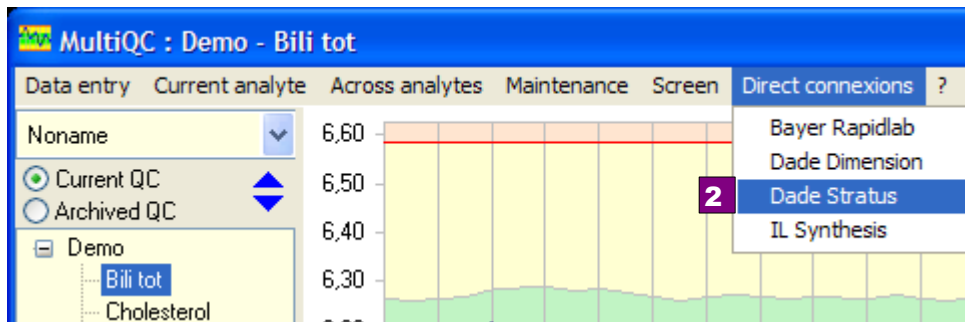 MultiQC : Demo - Bili tot
Data entry Current analyte Across analytes Maintenance Screen Direct connexions ?
Noname
Current QC
Archived QC
Demo
Bili tot
Cholesterol
6,60
6,50
6,40
6,30
Bayer Rapidlab
Dade Dimension
2 Dade Stratus
IL Synthesis